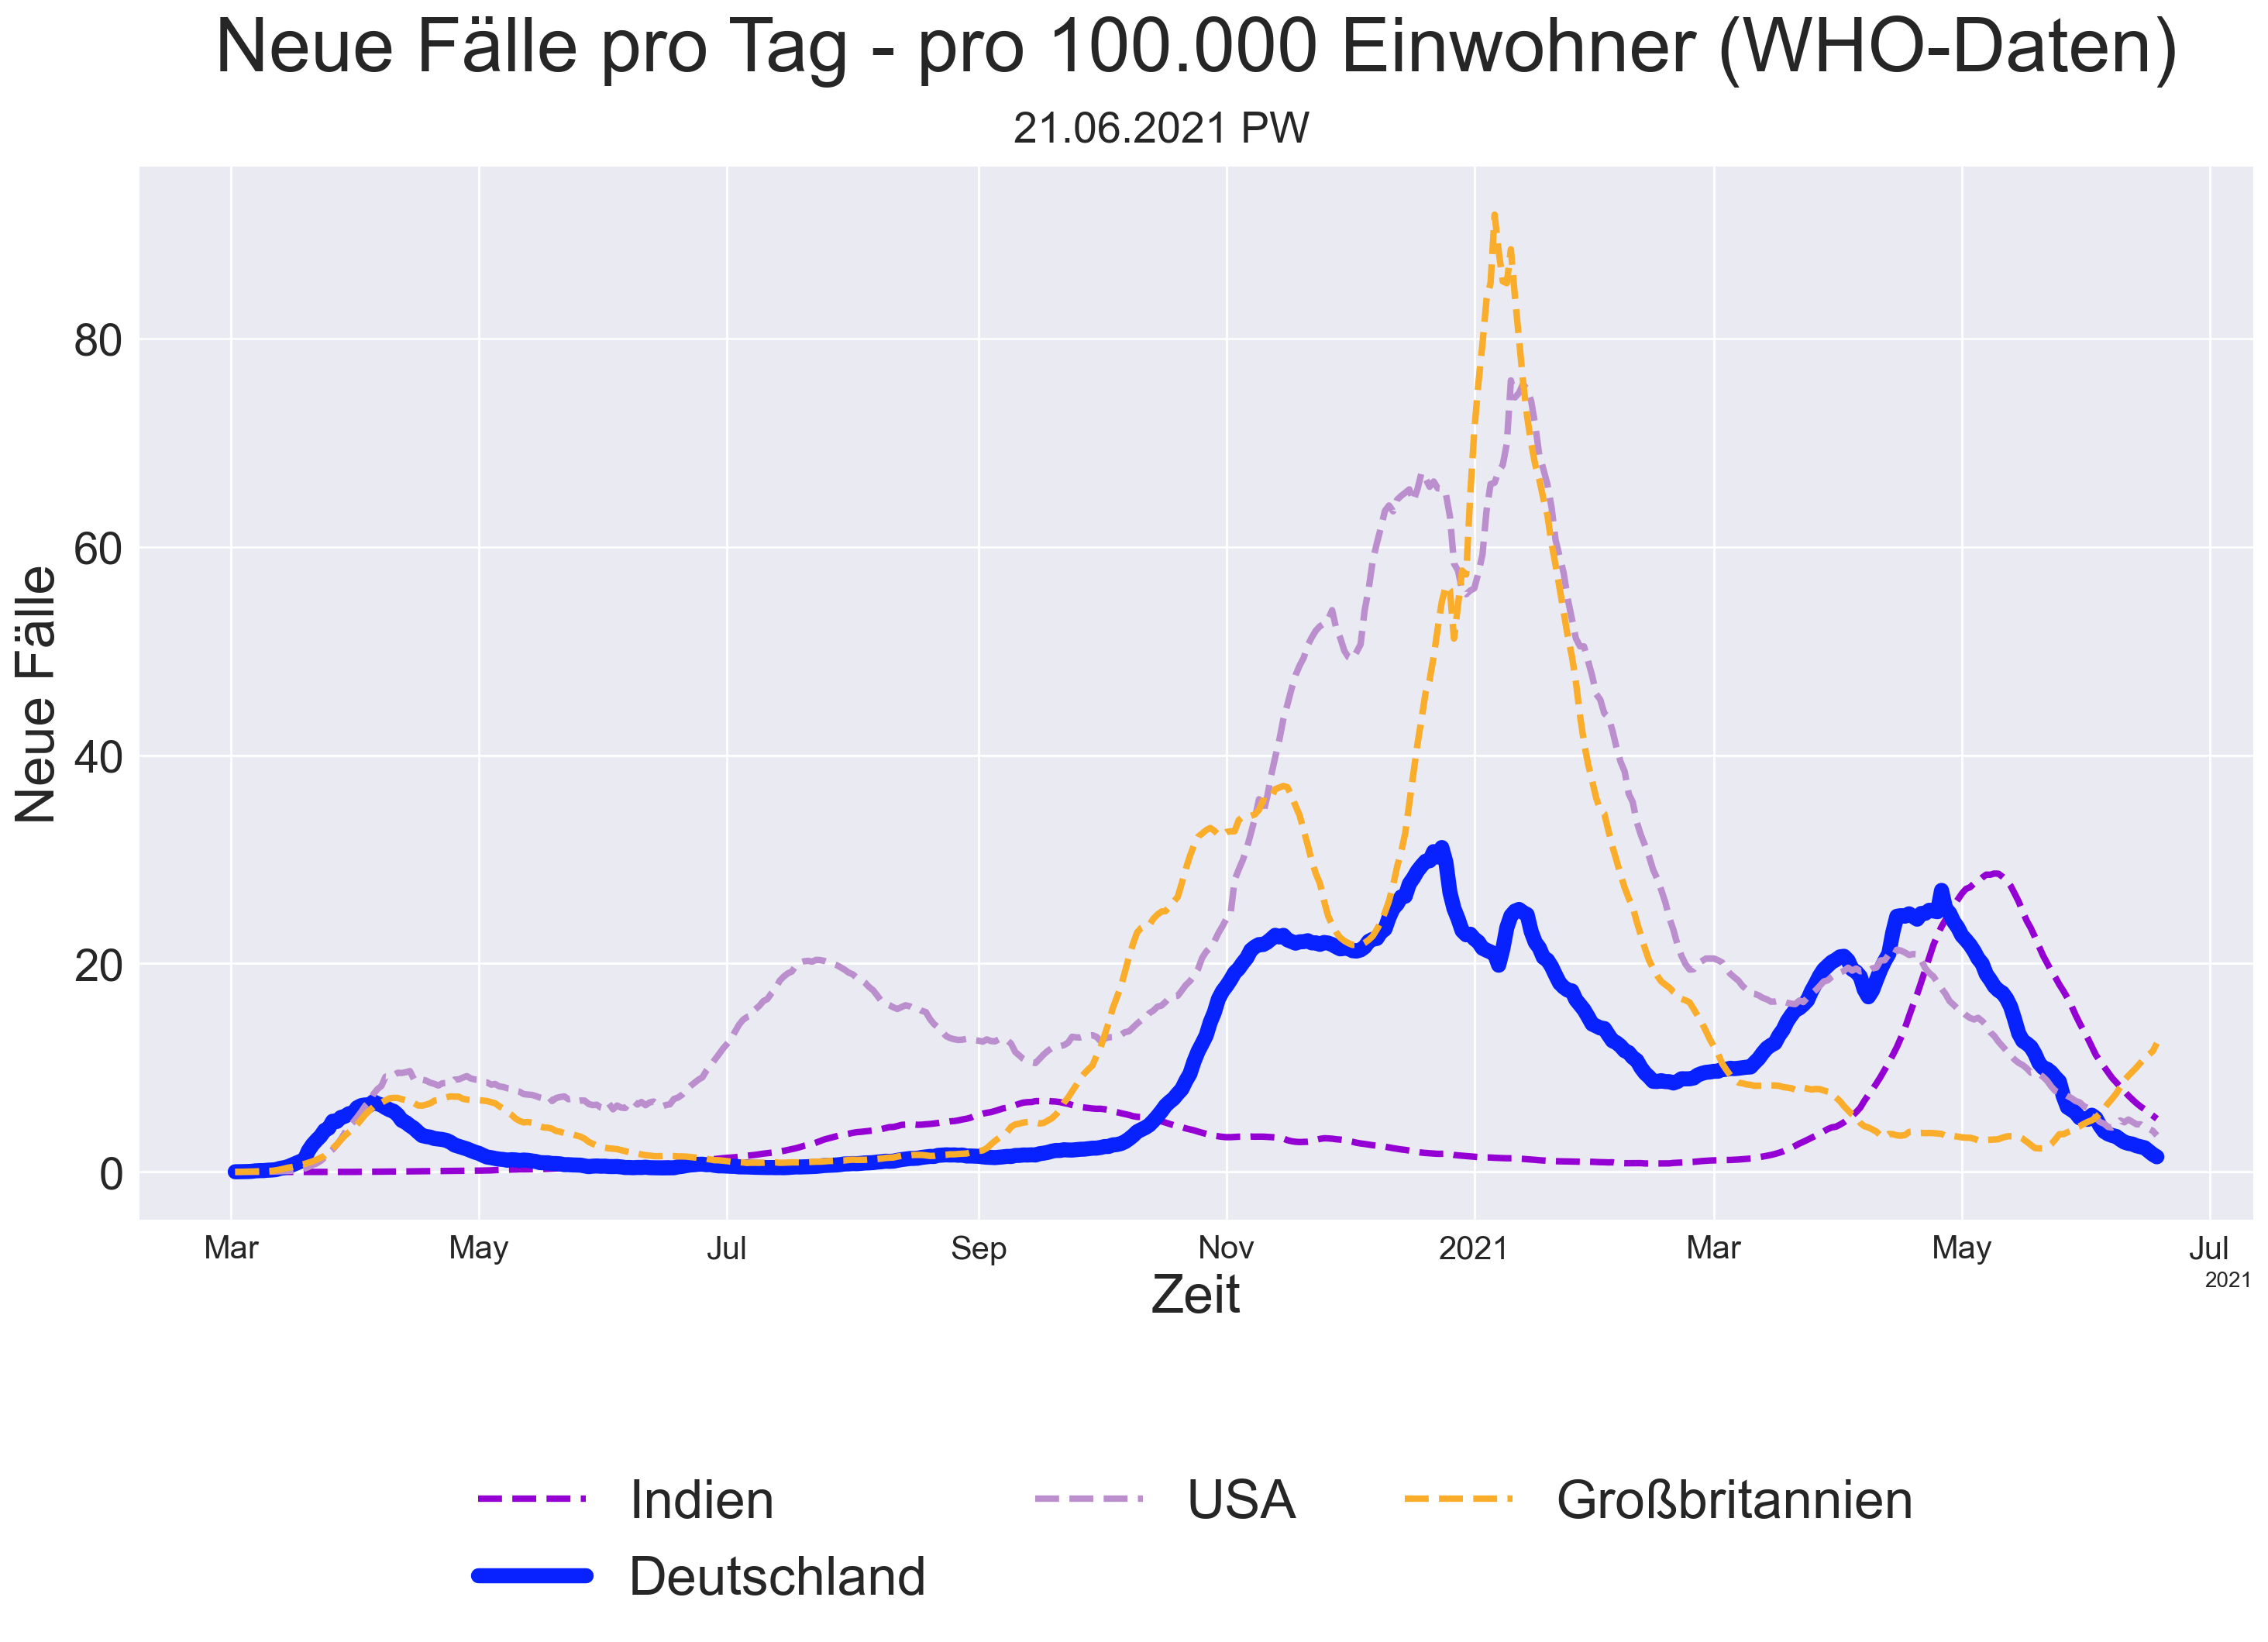 Neue Fälle pro Tag - pro 100.000 Einwohner (WHO-Daten)
21.06.2021 PW
Neue Fälle
80
60
40
20
0
Mar May Jul Sep Nov 2021 Mar May Jul
2021
Zeit
Indien USA Großbritannien
Deutschland